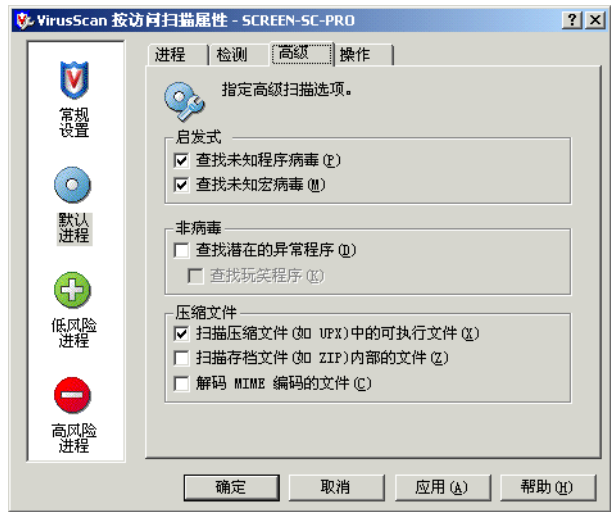 VirusScan 按访问扫描属性 - SCREEN-SC-PRO
进程 检测 高级 操作
常规
设置
默认
进程
低风险
进程
高风险
进程
指定高级扫描选项。
启发式
查找未知程序病毒(P)
查找未知宏病毒(M)
非病毒
查找潜在的异常程序(D)
查找玩笑程序(K)
压缩文件
扫描压缩文件(如 UPX)中的可执行文件(X)
扫描存档文件(如 ZIP)内部的文件(Z)
解码 MIME 编码的文件(C)
确定 取消 应用(A) 帮助(H)